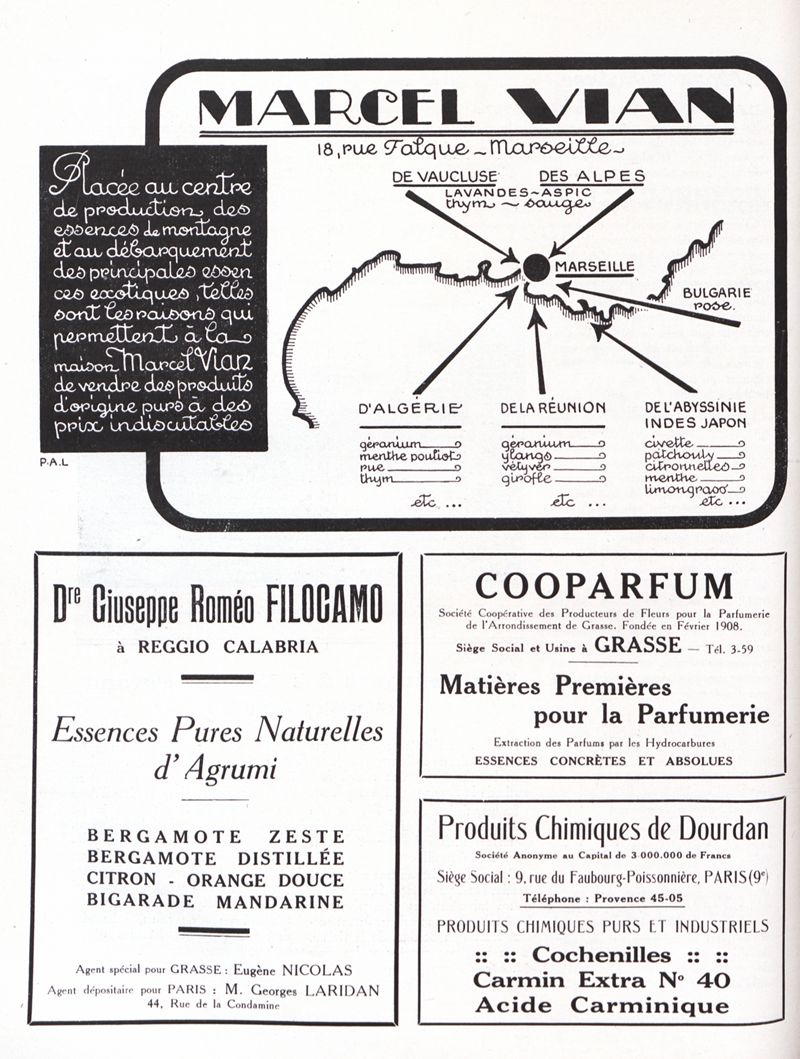 MARCEL VIAN
18, rue Falque - Marseille
Placée au centre
de production des
essences de montagne
et au débarquement
des principales essen
ces exotiques, telles
sont les raisons qui
permettent à la
maison Marcel Vian
de vendre des produits
d'origine purs à des
prix indiscutables
P.A.L
DE VAUCLUSE DES ALPES
LAVANDES~ASPIC
thym ~ sauge
MARSEILLE
BULGARIE
rose.
D'ALGÉRIE
géranium
menthe pouliot
rue
thym
etc ...
DE LA RÉUNION
géranium
ylangs
vétyver
girofle
etc ...
DE L'ABYSSINIE
INDES JAPON
civette
patchouly
citronnelles
menthe
limongrass
etc ...
Dre Giuseppe Roméo FILOCAMO
à REGGIO CALABRIA
Essences Pures Naturelles
d'Agrumi
BERGAMOTE ZESTE
BERGAMOTE DISTILLÉE
CITRON - ORANGE DOUCE
BIGARADE MANDARINE
Agent spécial pour GRASSE : Eugène NICOLAS
Agent dépositaire pour PARIS : M. Georges LARIDAN
44, Rue de la Condamine
COOPARFUM
Société Coopérative des Producteurs de Fleurs pour la Parfumerie
de l'Arrondissement de Grasse. Fondée en Février 1908.
Siège Social et Usine à GRASSE — Tél. 3-59
Matières Premières
pour la Parfumerie
Extraction des Parfums par les Hydrocarbures
ESSENCES CONCRÈTES ET ABSOLUES
Produits Chimiques de Dourdan
Société Anonyme au Capital de 3 000.000 de Francs
Siège Social : 9, rue du Faubourg-Poissonnière, PARIS (9e)
Téléphone : Provence 45-05
PRODUITS CHIMIQUES PURS ET INDUSTRIELS
:: :: Cochenilles :: ::
Carmin Extra No 40
Acide Carminique